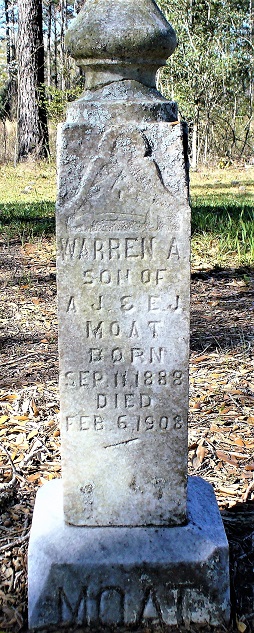 WARREN A.
SON OF
A. J. & E. J.
MOAT
BORN
SEP. 11, 1888
DIED
FEB. 6, 1908
MOAT